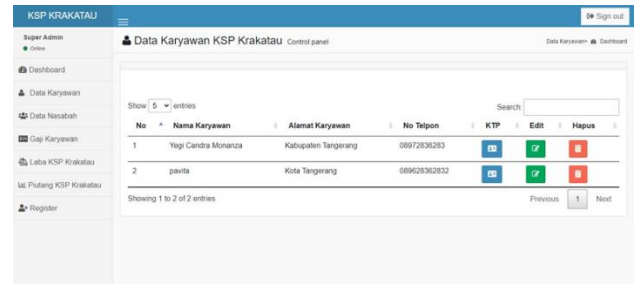 KSP KRAKATAU
Sign out
Super Admin
Online
Data Karyawan KSP Krakatau Control panel
Data Karyawan> Dashboard
Dashboard
Data Karyawan
Data Nasabah
Gaji Karyawan
Laba KSP Krakatau
Piutang KSP Krakatau
Register
Show 5 entries
Search:
No Nama Karyawan Alamat Karyawan No Telpon KTP Edit Hapus
1 Yegi Candra Monanza Kabupaten Tangerang 08972836283
2 pavita Kota Tangerang 089628362832
Showing 1 to 2 of 2 entries
Previous 1 Next